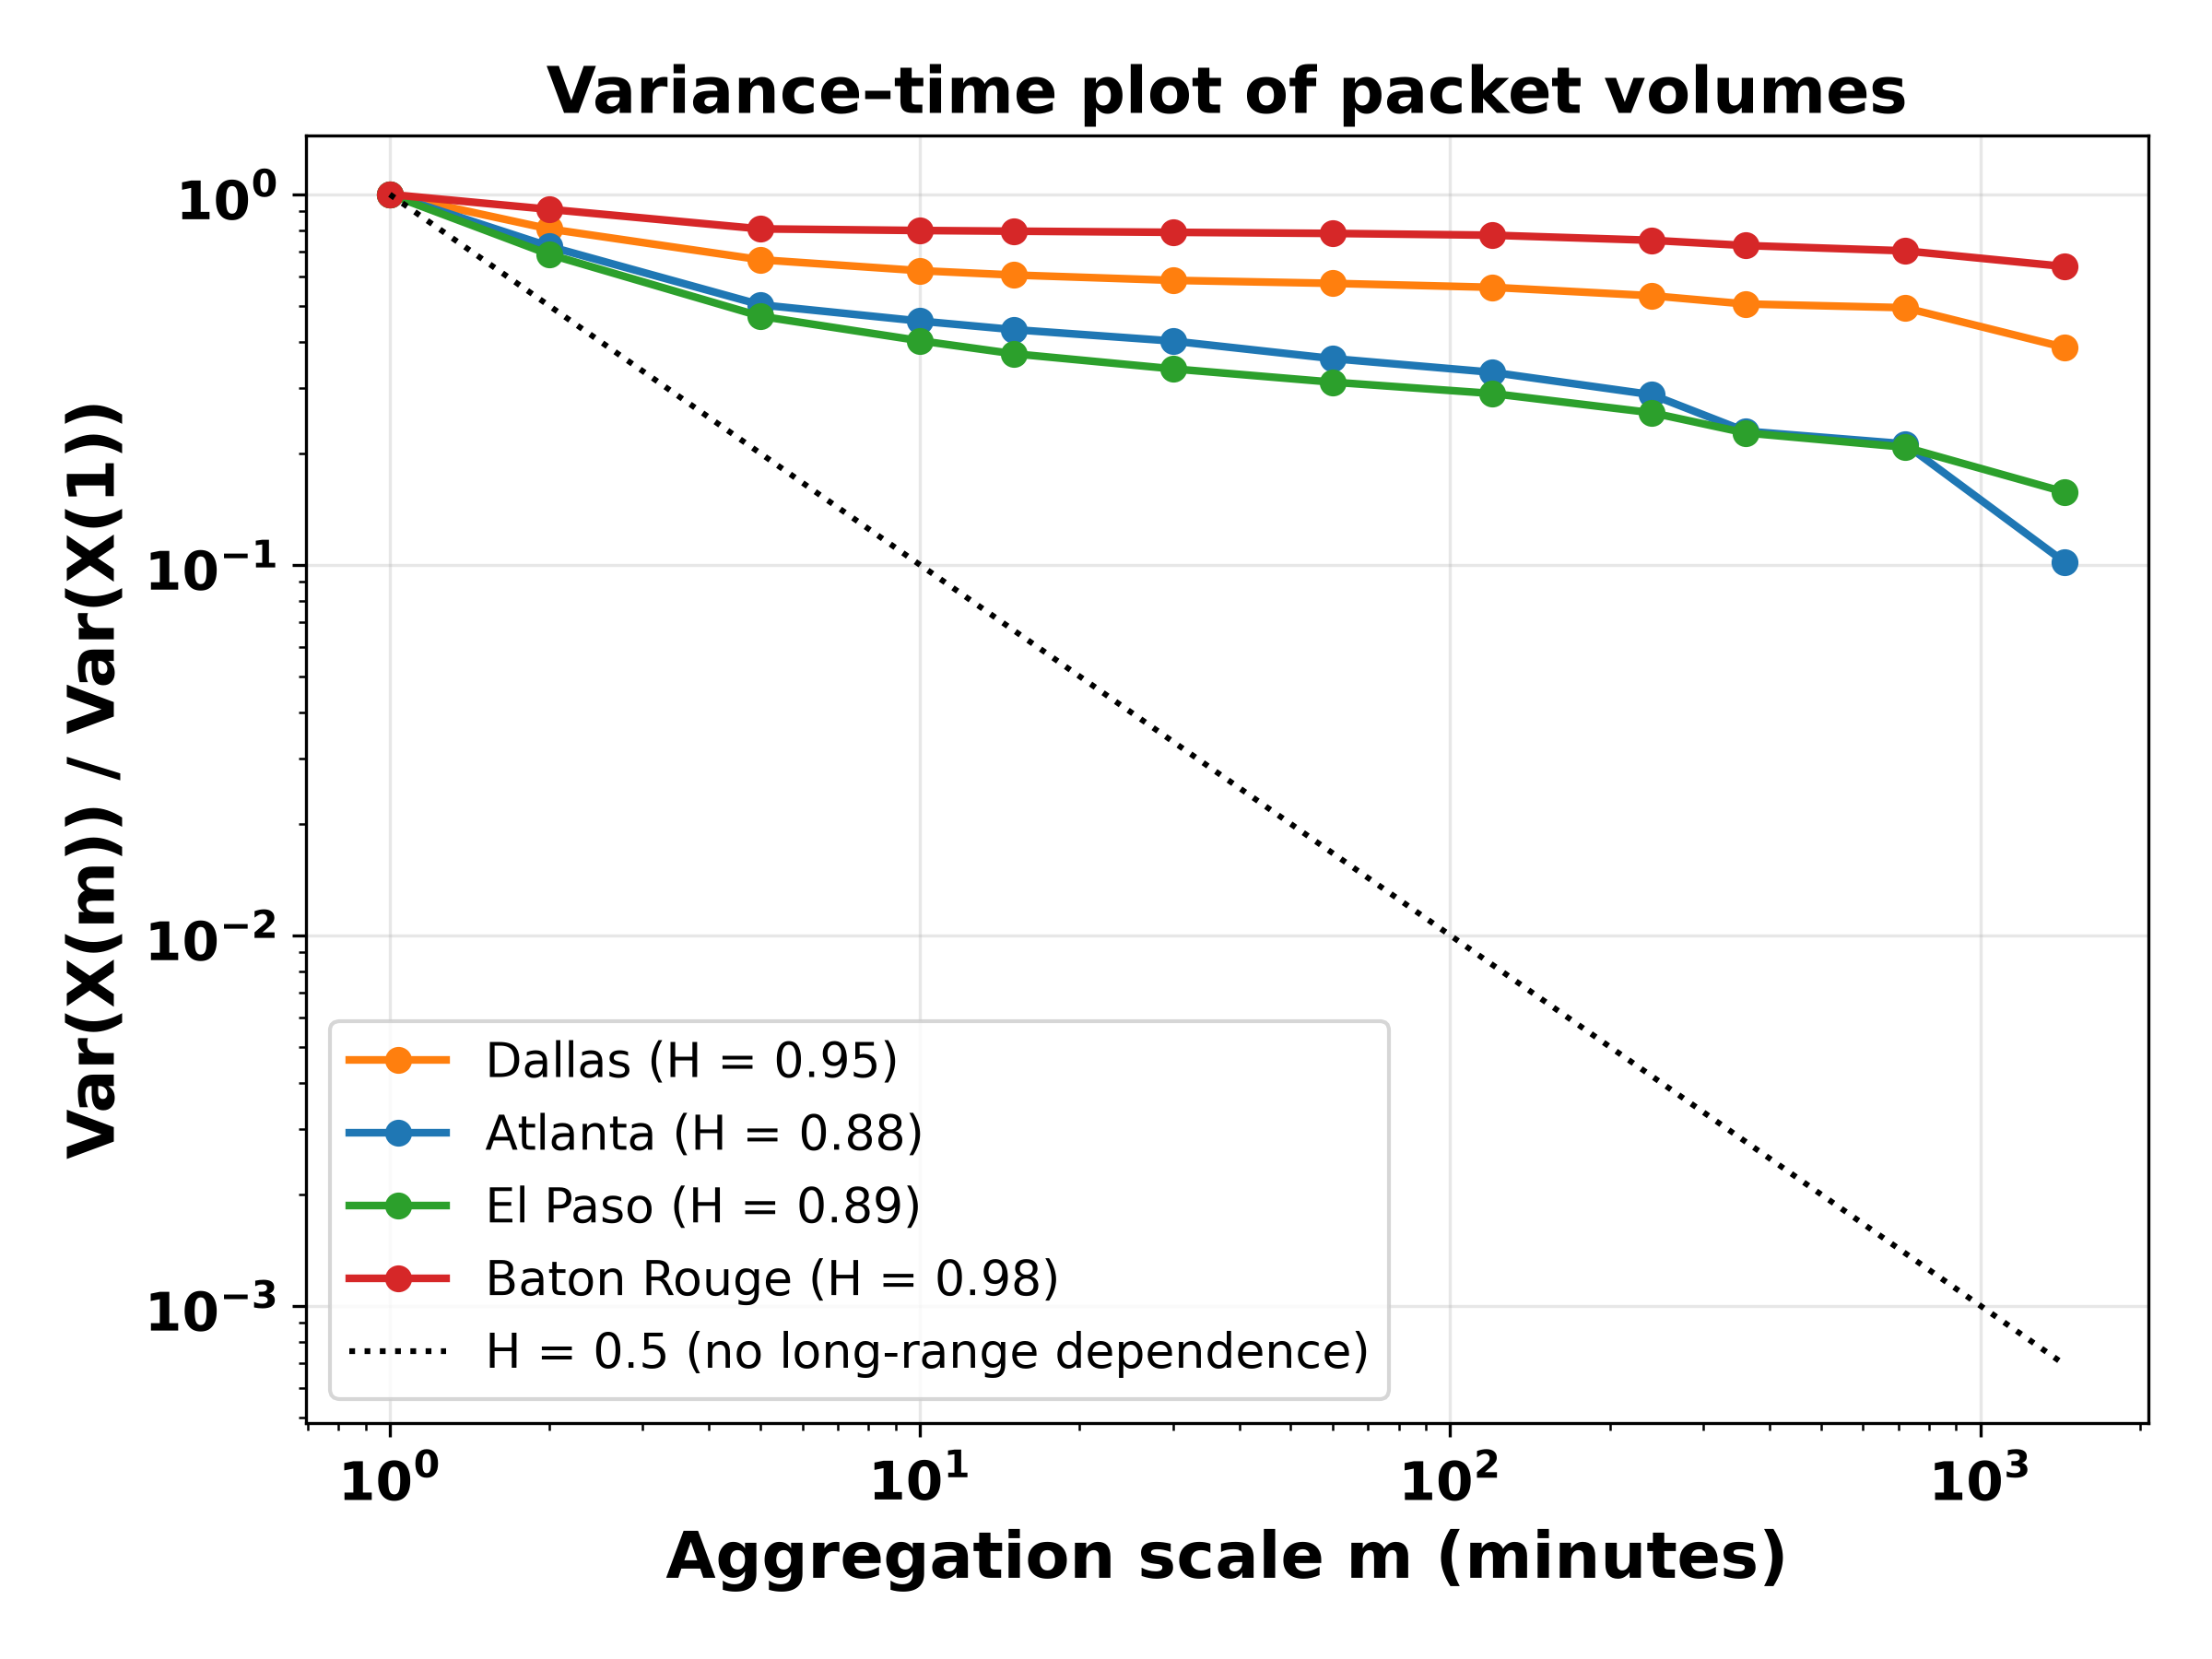 Variance–time plot of packet volumes
Var(X(m)) / Var(X(1))
10⁰
10⁻¹
10⁻²
10⁻³
Dallas (H = 0.95)
Atlanta (H = 0.88)
El Paso (H = 0.89)
Baton Rouge (H = 0.98)
H = 0.5 (no long-range dependence)
10⁰ 10¹ 10² 10³
Aggregation scale m (minutes)